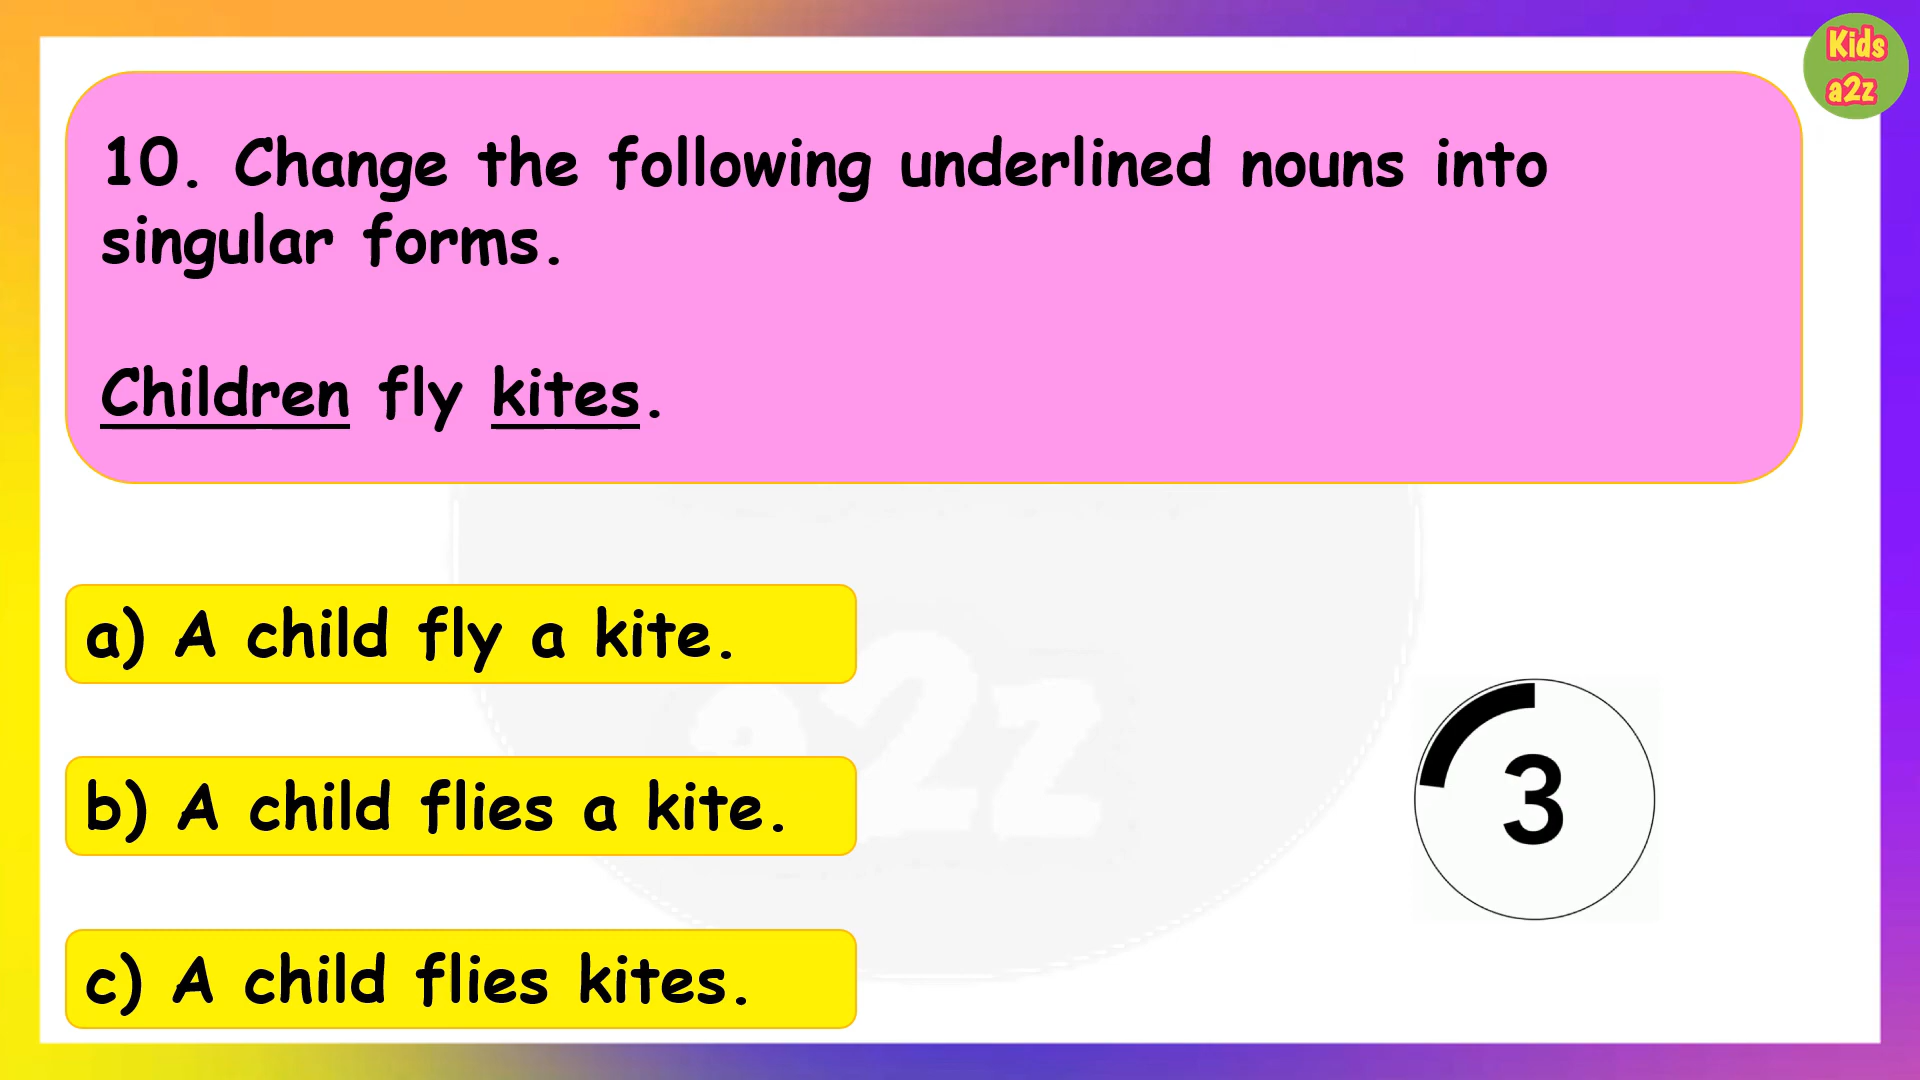 Kids
a2z
10. Change the following underlined nouns into
singular forms.
Children fly kites.
a) A child fly a kite.
b) A child flies a kite.
c) A child flies kites.
3
a2z